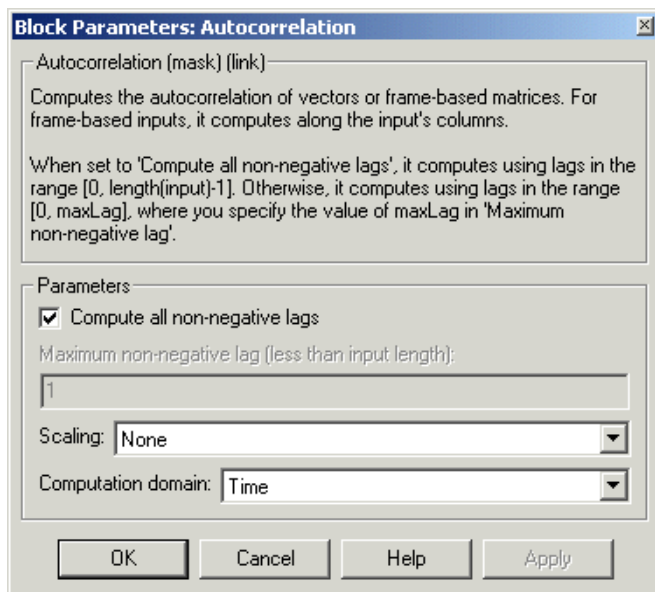 Block Parameters: Autocorrelation
Autocorrelation (mask) (link)
Computes the autocorrelation of vectors or frame-based matrices. For
frame-based inputs, it computes along the input's columns.
When set to 'Compute all non-negative lags', it computes using lags in the
range [0, length(input)-1]. Otherwise, it computes using lags in the range
[0, maxLag], where you specify the value of maxLag in 'Maximum
non-negative lag'.
Parameters
Compute all non-negative lags
Maximum non-negative lag (less than input length):
1
Scaling: None
Computation domain: Time
OK Cancel Help Apply